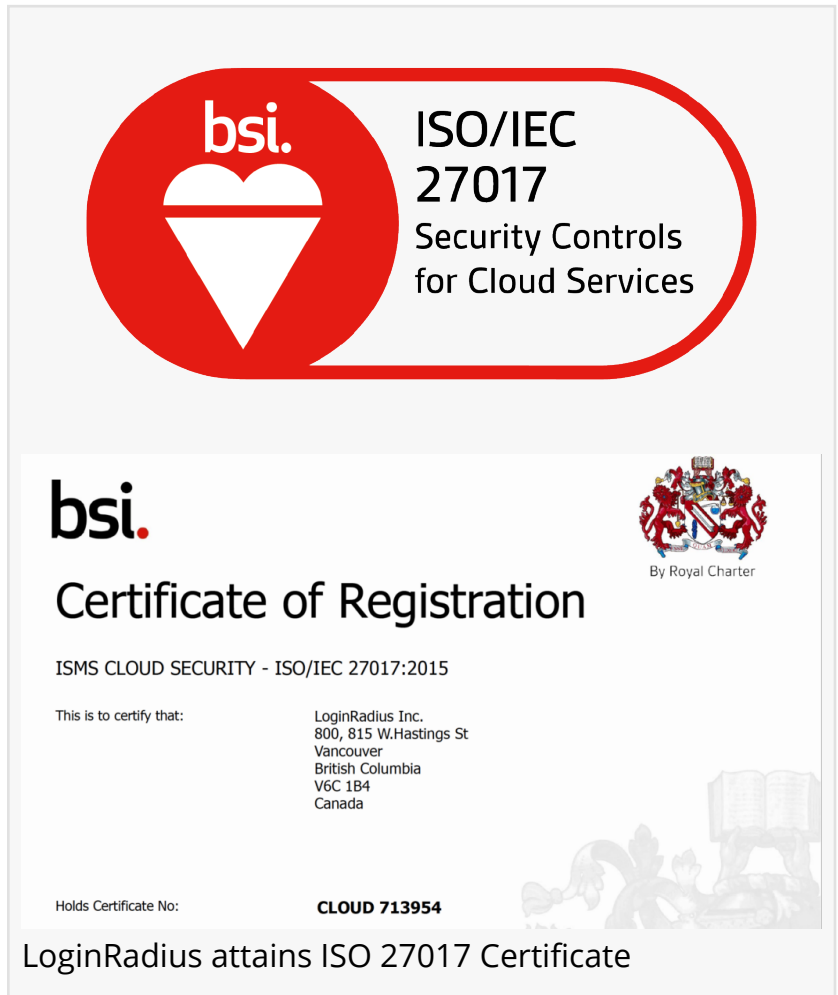 bsi.
ISO/IEC
27017
Security Controls
for Cloud Services
bsi.
By Royal Charter
Certificate of Registration
ISMS CLOUD SECURITY - ISO/IEC 27017:2015
This is to certify that:
LoginRadius Inc.
800, 815 W.Hastings St
Vancouver
British Columbia
V6C 1B4
Canada
Holds Certificate No:
CLOUD 713954
LoginRadius attains ISO 27017 Certificate